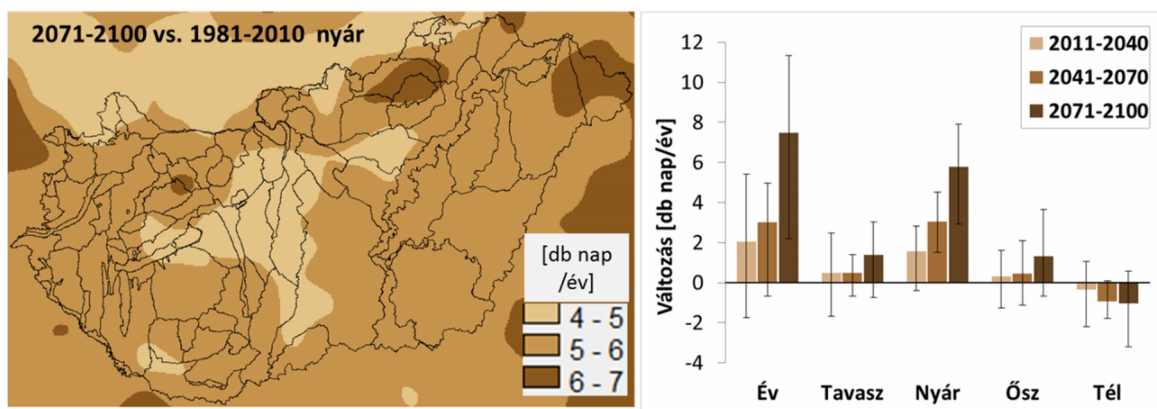 2071-2100 vs. 1981-2010 nyár
[db nap
/év]
4 - 5
5 - 6
6 - 7
Változás [db nap/év]
12
10
8
6
4
2
0
-2
-4
2011-2040
2041-2070
2071-2100
Év Tavasz Nyár Ősz Tél